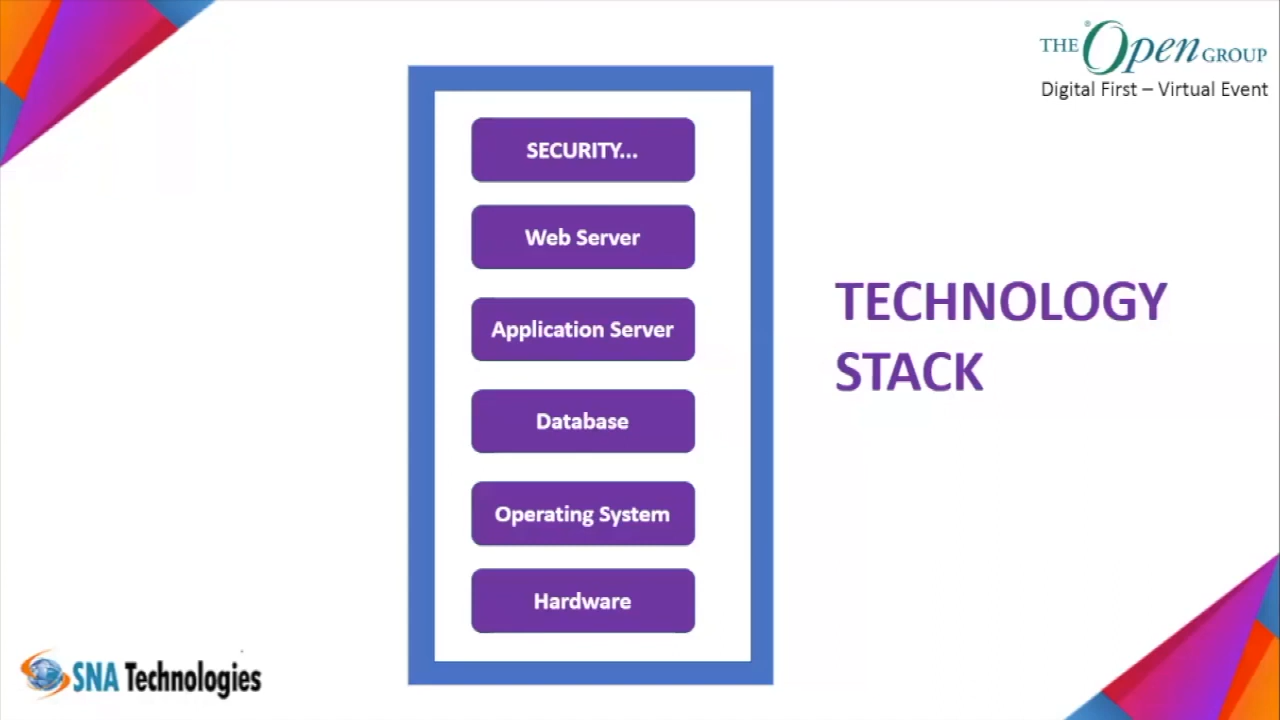 THE Open GROUP
Digital First – Virtual Event
SECURITY...
Web Server
Application Server
Database
Operating System
Hardware
TECHNOLOGY
STACK
SNA Technologies